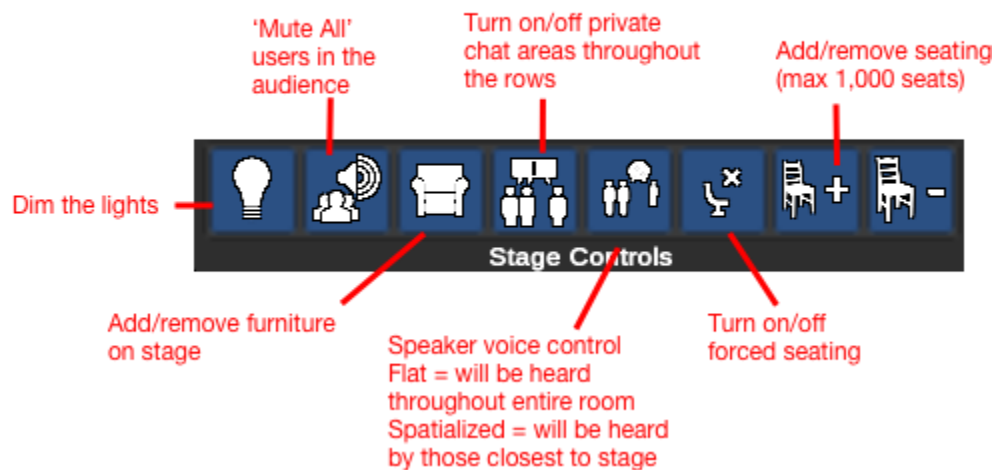 ‘Mute All’
users in the
audience
Turn on/off private
chat areas throughout
the rows
Add/remove seating
(max 1,000 seats)
Dim the lights
Stage Controls
Add/remove furniture
on stage
Speaker voice control
Flat = will be heard
throughout entire room
Spatialized = will be heard
by those closest to stage
Turn on/off
forced seating